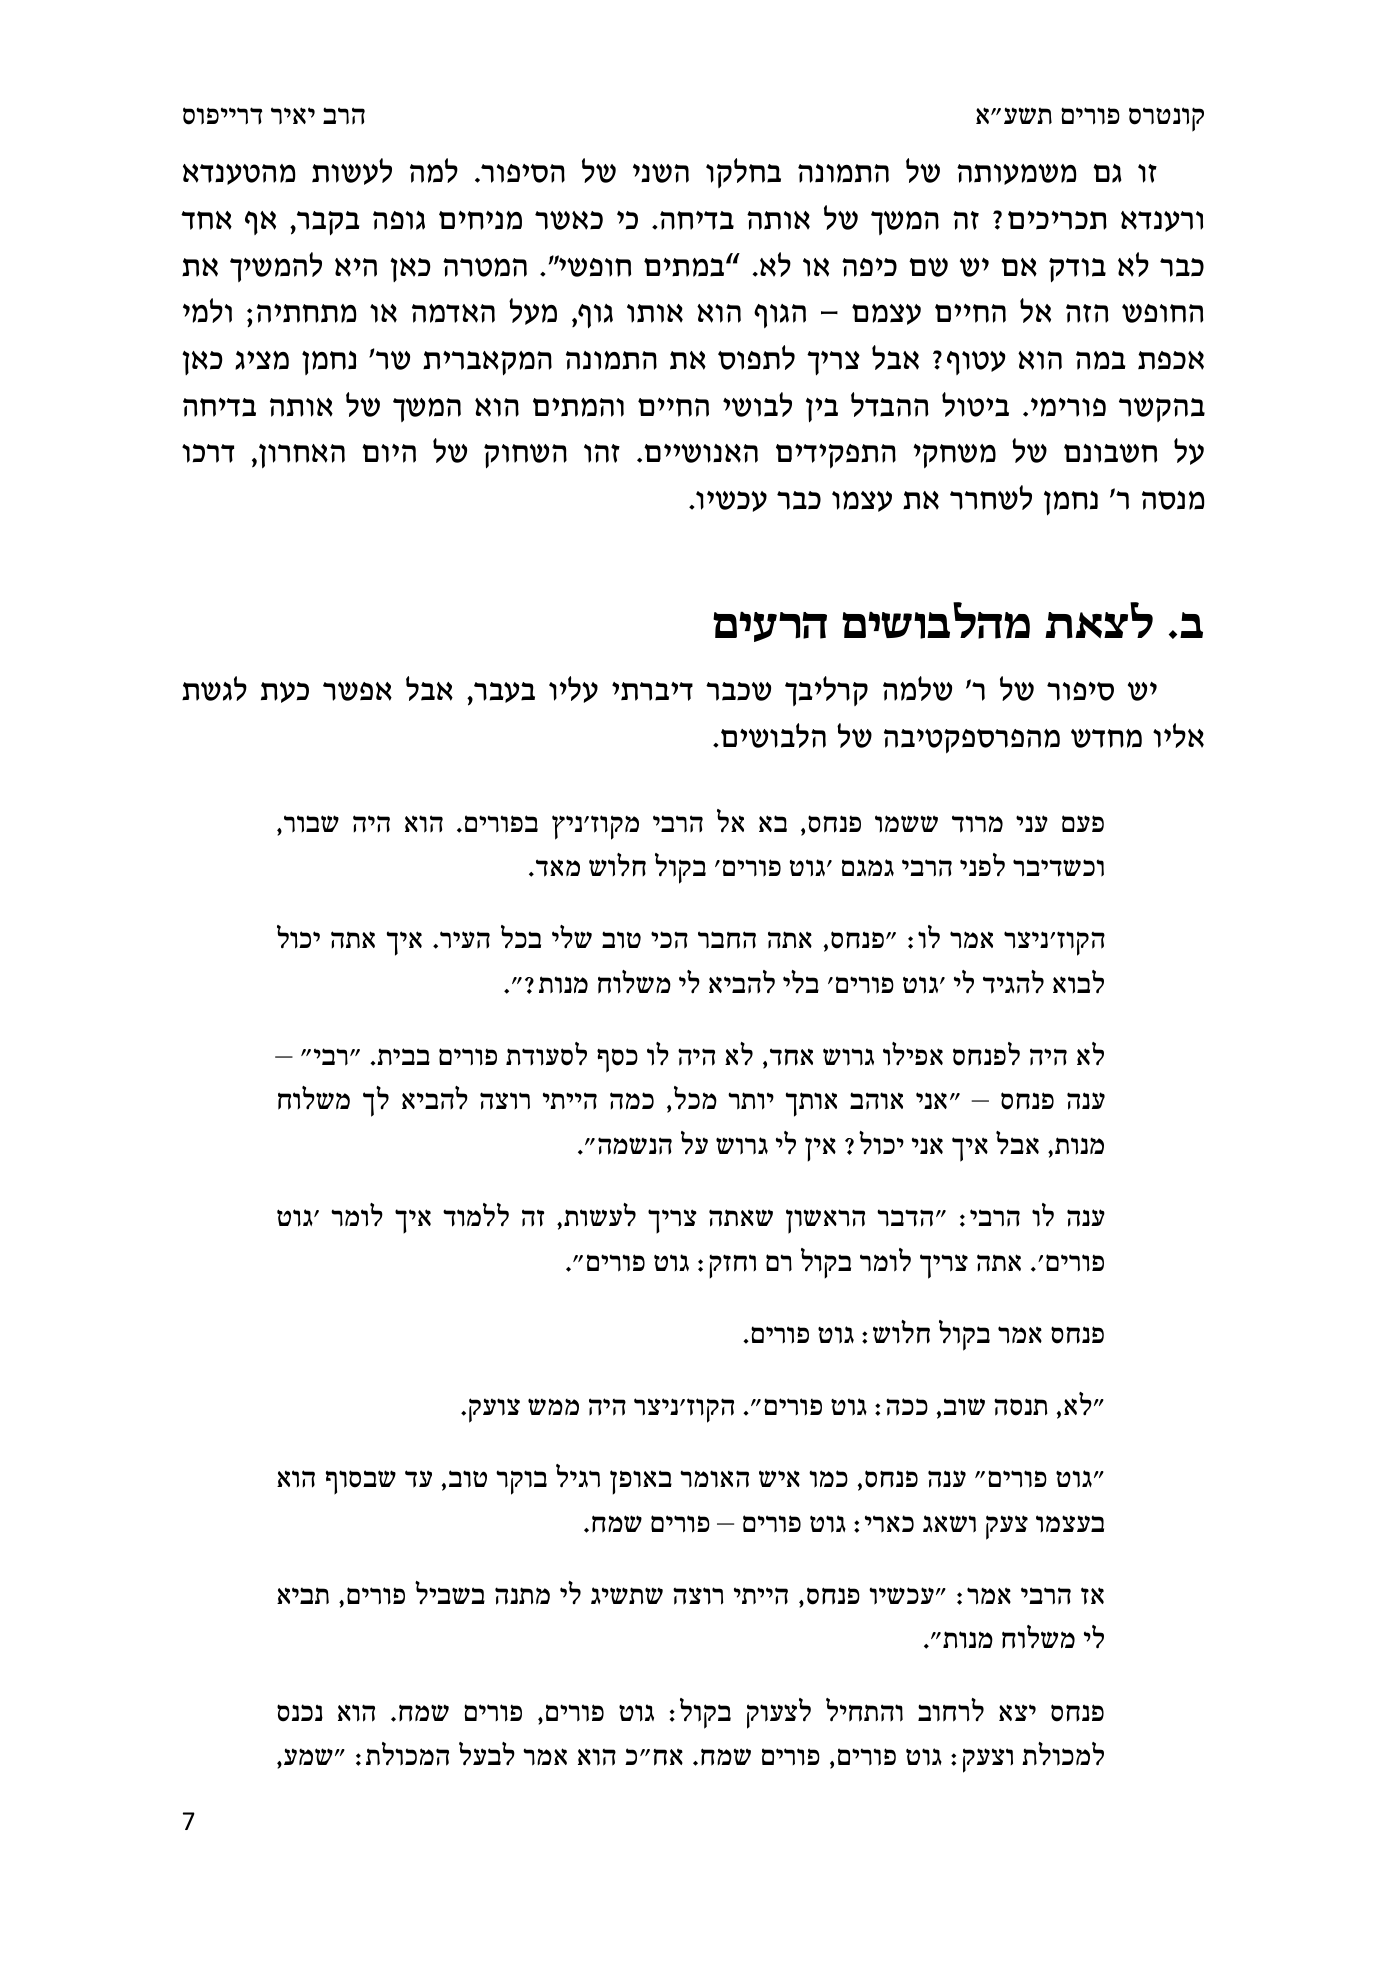 קונטרס פורים תשע״א
הרב יאיר דרייפוס
זו גם משמעותה של התמונה בחלקו השני של הסיפור. למה לעשות מהטענדא
ורענדא תכריכים? זה המשך של אותה בדיחה. כי כאשר מניחים גופה בקבר, אף אחד
כבר לא בודק אם יש שם כיפה או לא. “במתים חופשי״. המטרה כאן היא להמשיך את
החופש הזה אל החיים עצמם – הגוף הוא אותו גוף, מעל האדמה או מתחתיה; ולמי
אכפת במה הוא עטוף? אבל צריך לתפוס את התמונה המקאברית שר׳ נחמן מציג כאן
בהקשר פורימי. ביטול ההבדל בין לבושי החיים והמתים הוא המשך של אותה בדיחה
על חשבונם של משחקי התפקידים האנושיים. זהו השחוק של היום האחרון, דרכו
מנסה ר׳ נחמן לשחרר את עצמו כבר עכשיו.
ב. לצאת מהלבושים הרעים
יש סיפור של ר׳ שלמה קרליבך שכבר דיברתי עליו בעבר, אבל אפשר כעת לגשת
אליו מחדש מהפרספקטיבה של הלבושים.
פעם עני מרוד ששמו פנחס, בא אל הרבי מקוז׳ניץ בפורים. הוא היה שבור,
וכשדיבר לפני הרבי גמגם ׳גוט פורים׳ בקול חלוש מאד.
הקוז׳ניצר אמר לו: ״פנחס, אתה החבר הכי טוב שלי בכל העיר. איך אתה יכול
לבוא להגיד לי ׳גוט פורים׳ בלי להביא לי משלוח מנות?״.
לא היה לפנחס אפילו גרוש אחד, לא היה לו כסף לסעודת פורים בבית. ״רבי״ –
ענה פנחס – ״אני אוהב אותך יותר מכל, כמה הייתי רוצה להביא לך משלוח
מנות, אבל איך אני יכול? אין לי גרוש על הנשמה״.
ענה לו הרבי: ״הדבר הראשון שאתה צריך לעשות, זה ללמוד איך לומר ׳גוט
פורים׳. אתה צריך לומר בקול רם וחזק: גוט פורים״.
פנחס אמר בקול חלוש: גוט פורים.
״לא, תנסה שוב, ככה: גוט פורים״. הקוז׳ניצר היה ממש צועק.
״גוט פורים״ ענה פנחס, כמו איש האומר באופן רגיל בוקר טוב, עד שבסוף הוא
בעצמו צעק ושאג כארי: גוט פורים – פורים שמח.
אז הרבי אמר: ״עכשיו פנחס, הייתי רוצה שתשיג לי מתנה בשביל פורים, תביא
לי משלוח מנות״.
פנחס יצא לרחוב והתחיל לצעוק בקול: גוט פורים, פורים שמח. הוא נכנס
למכולת וצעק: גוט פורים, פורים שמח. אח״כ הוא אמר לבעל המכולת: ״שמע,
7